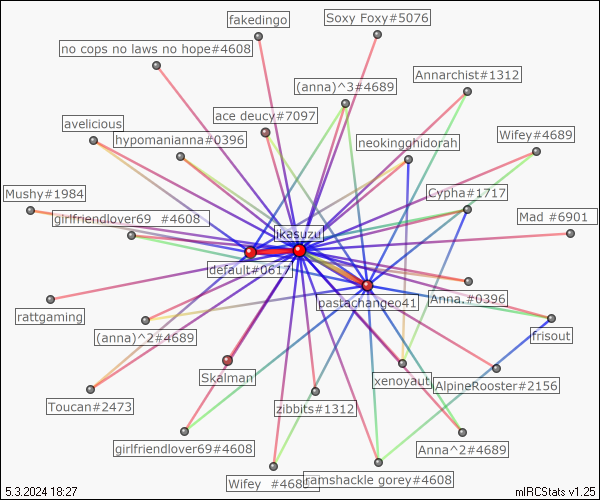 fakedingo
Soxy Foxy#5076
no cops no laws no hope#4608
Annarchist#1312
(anna)^3#4689
ace deucy#7097
avelicious
hypomanianna#0396
neokingghidorah
Wifey#4689
Mushy#1984
Cypha#1717
girlfriendlover69 #4608
Mad #6901
jkasuzu
default#0617
pastachangeo41
Anna.#0396
rattgaming
(anna)^2#4689
frisout
Skalman
xenoyaut
AlpineRooster#2156
Toucan#2473
zibbits#1312
girlfriendlover69#4608
Anna^2#4689
Wifey #4689
ramshackle gorey#4608
5.3.2024 18:27
mIRCStats v1.25